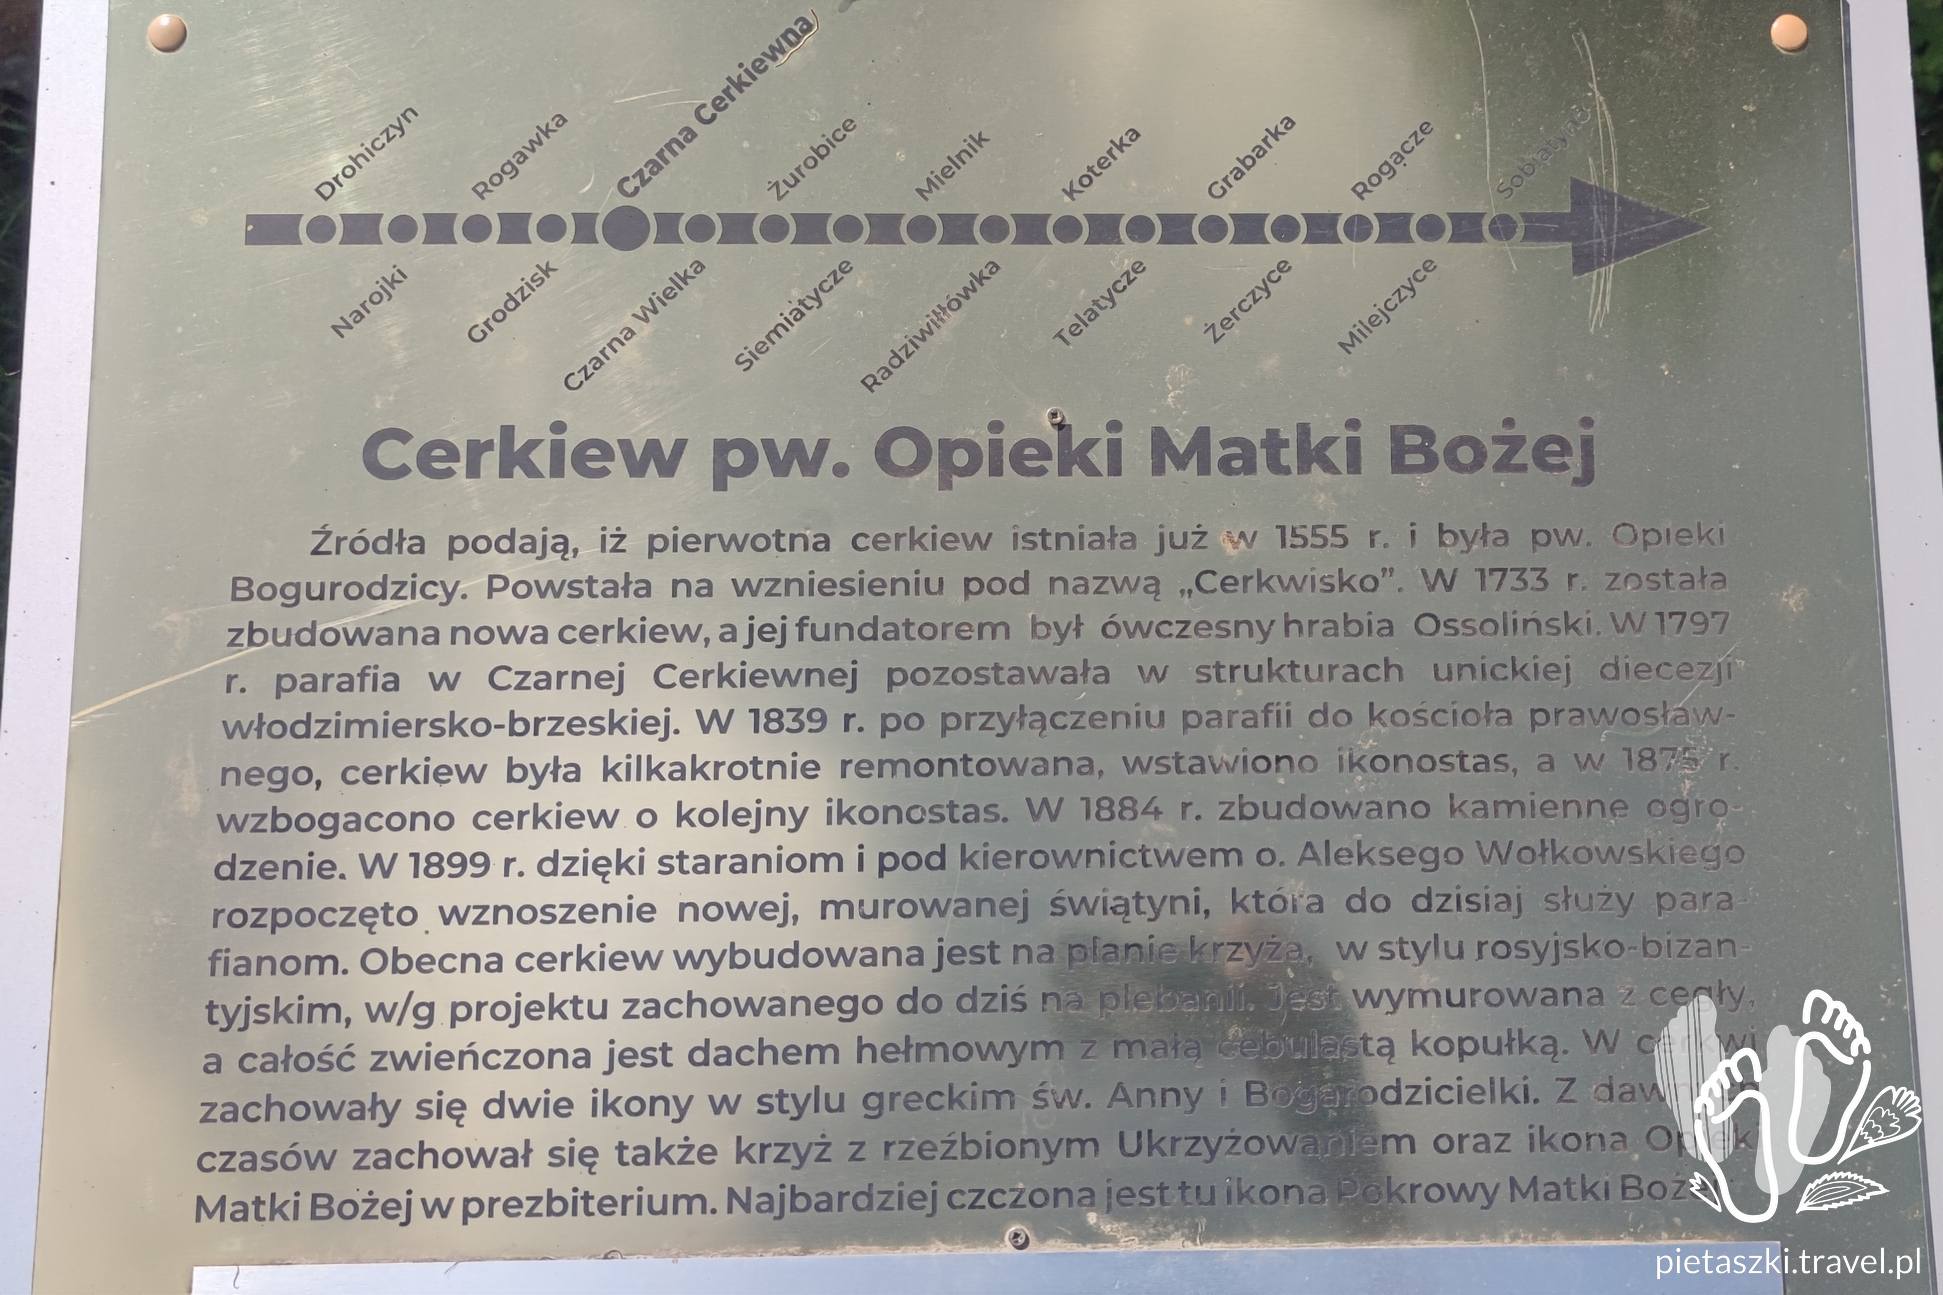 Drohiczyn
Rogawka
Czarna Cerkiewna
Żurobice
Mielnik
Koterka
Grabarka
Rogacze
Sobiatyno
Narojki
Grodzisk
Czarna Wielka
Siemiatycze
Radziwiłłówka
Telatycze
Żerczyce
Milejczyce
Cerkiew pw. Opieki Matki Bożej
Źródła podają, iż pierwotna cerkiew istniała już w 1555 r. i była pw. Opieki
Bogurodzicy. Powstała na wzniesieniu pod nazwą „Cerkwisko”. W 1733 r. została
zbudowana nowa cerkiew, a jej fundatorem był ówczesny hrabia Ossoliński. W 1797
r. parafia w Czarnej Cerkiewnej pozostawała w strukturach unickiej diecezji
włodzimiersko-brzeskiej. W 1839 r. po przyłączeniu parafii do kościoła prawosław-
nego, cerkiew była kilkakrotnie remontowana, wstawiono ikonostas, a w 1875 r.
wzbogacono cerkiew o kolejny ikonostas. W 1884 r. zbudowano kamienne ogro-
dzenie. W 1899 r. dzięki staraniom i pod kierownictwem o. Aleksego Wołkowskiego
rozpoczęto wznoszenie nowej, murowanej świątyni, która do dzisiaj służy para-
fianom. Obecna cerkiew wybudowana jest na planie krzyża, w stylu rosyjsko-bizan-
tyjskim, w/g projektu zachowanego do dziś na plebanii. Jest wymurowana z cegły,
a całość zwieńczona jest dachem hełmowym z małą cebulastą kopułką. W cerkwi
zachowały się dwie ikony w stylu greckim św. Anny i Bogarodzicielki. Z dawnych
czasów zachował się także krzyż z rzeźbionym Ukrzyżowaniem oraz ikona Opieki
Matki Bożej w prezbiterium. Najbardziej czczona jest tu ikona Pokrowy Matki Bożej.
pietaszki.travel.pl